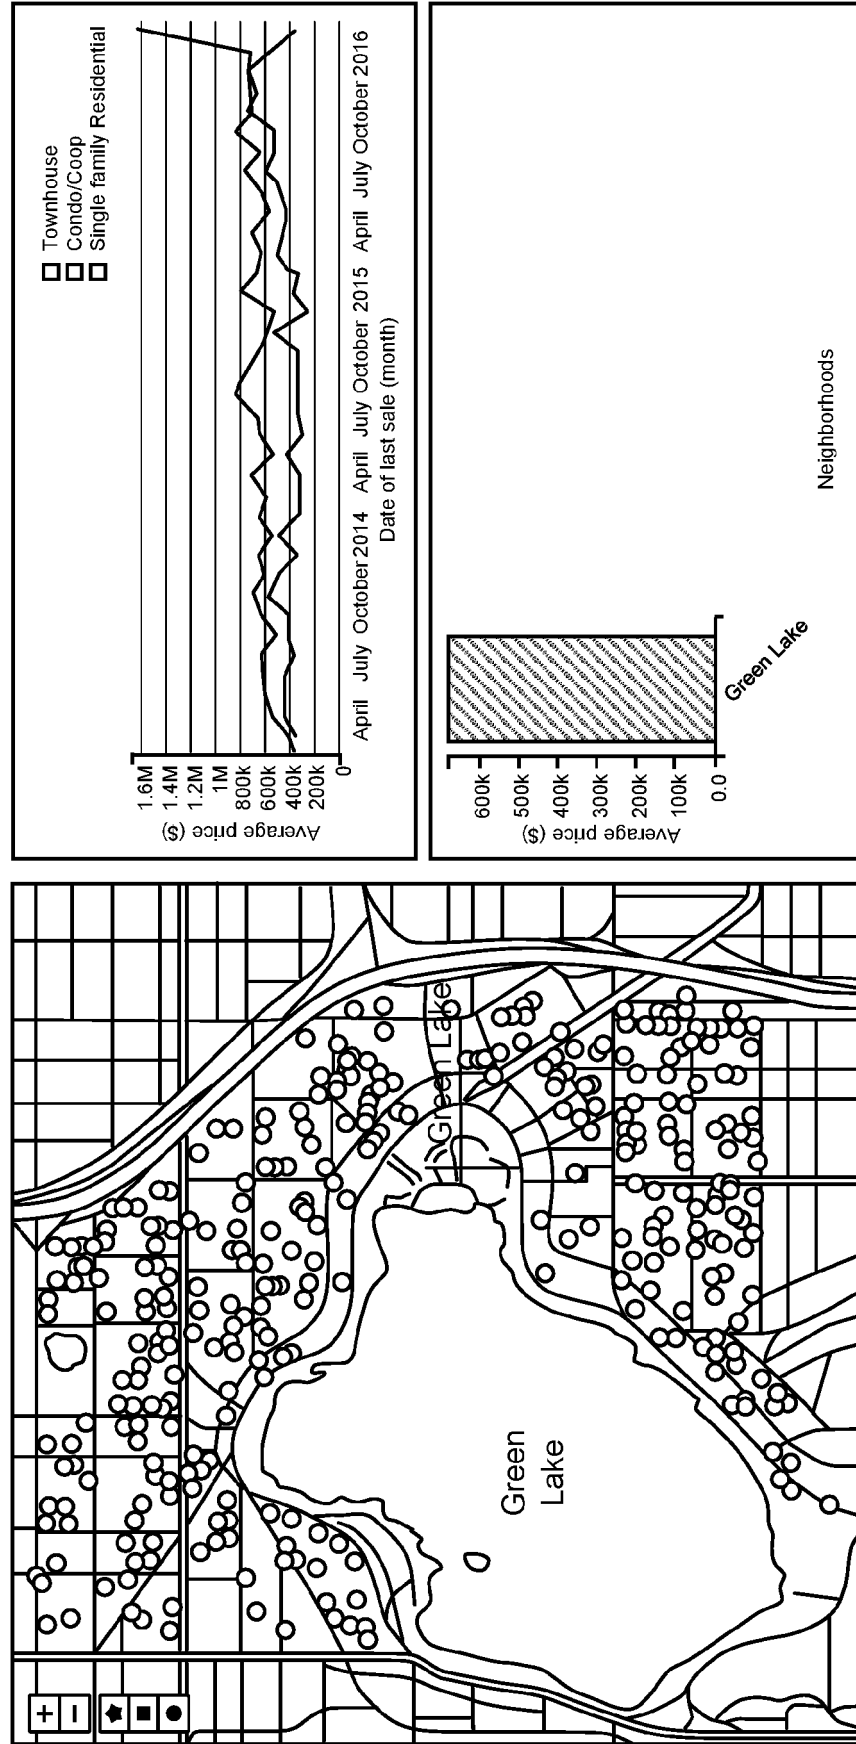 +
−
Green Lake
Green
Lake
Townhouse
Condo/Coop
Single family Residential
Average price ($)
1.6M
1.4M
1.2M
1M
800k
600k
400k
200k
0
April July October 2014 April July October 2015 April July October 2016
Date of last sale (month)
Average price ($)
600k
500k
400k
300k
200k
100k
0.0
Green Lake
Neighborhoods